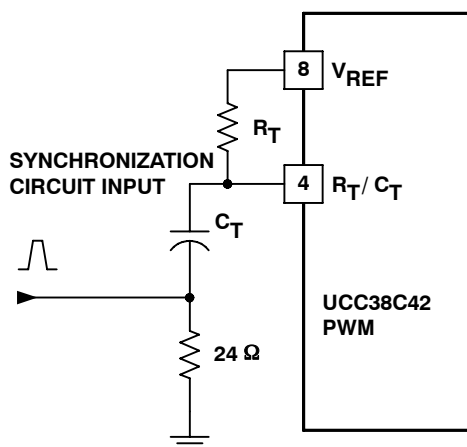 8 VREF
RT
SYNCHRONIZATION
CIRCUIT INPUT
4 RT/ CT
CT
UCC38C42
PWM
24 Ω